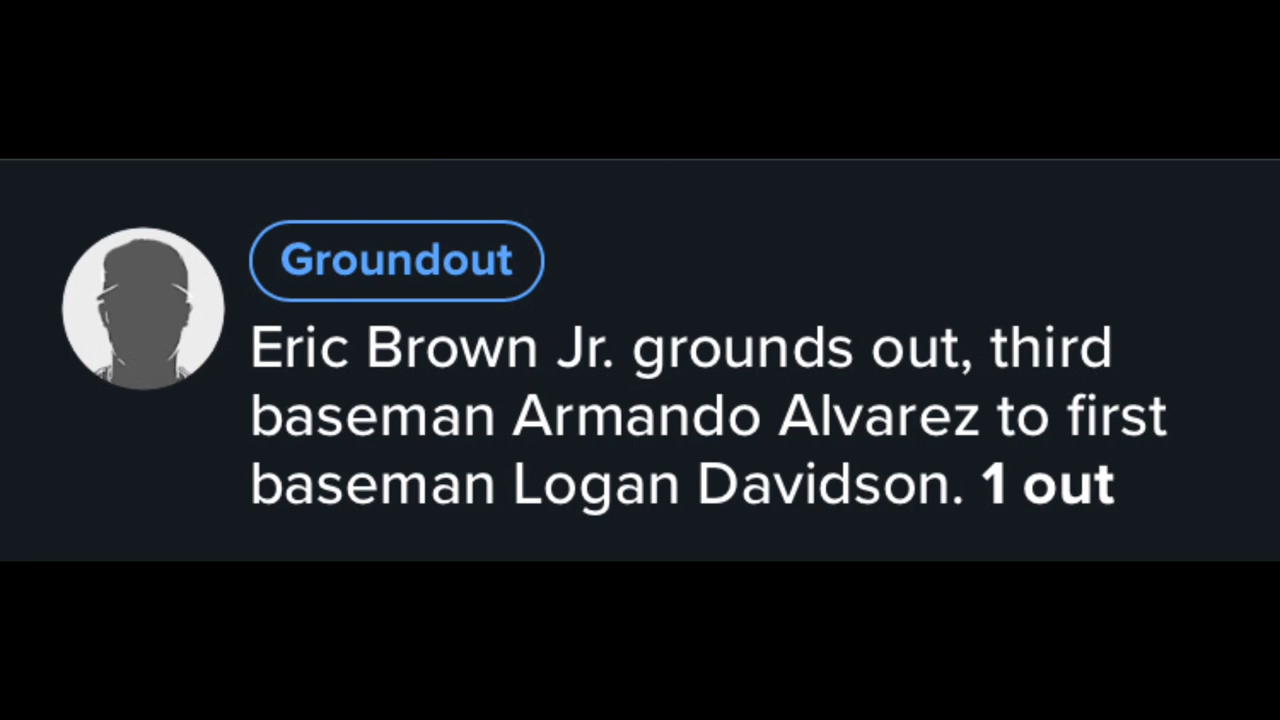 Groundout
Eric Brown Jr. grounds out, third
baseman Armando Alvarez to first
baseman Logan Davidson. 1 out